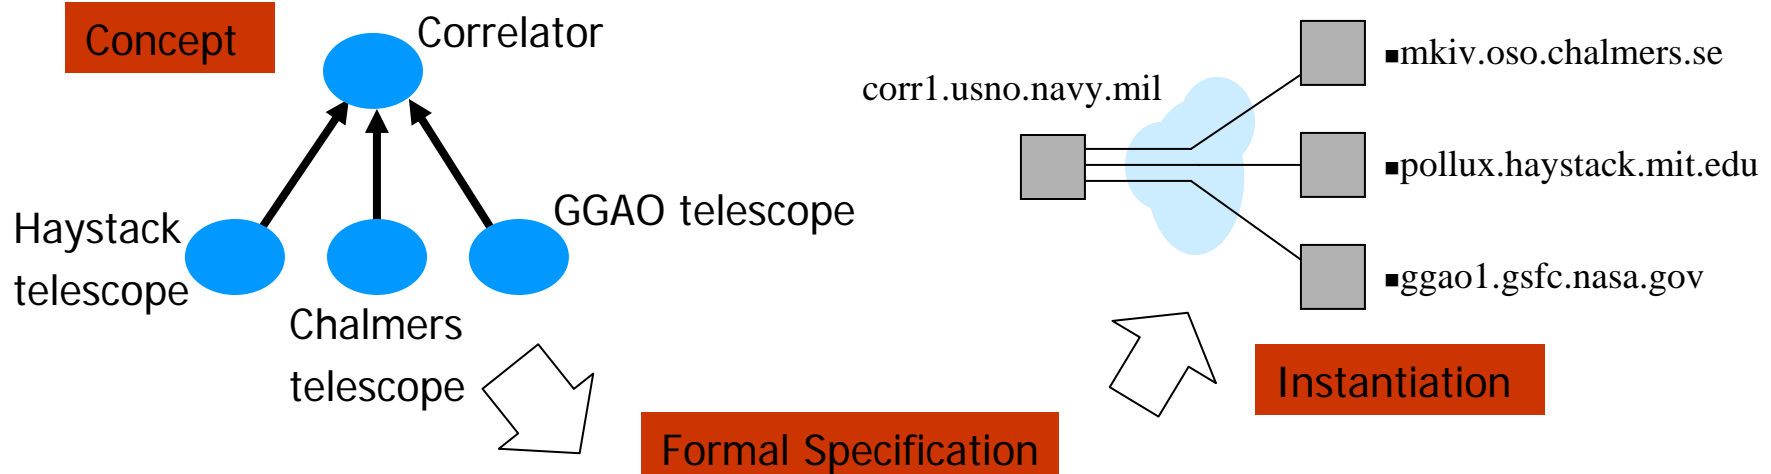 Concept
Correlator
Haystack
telescope
Chalmers
telescope
GGAO telescope
Formal Specification
corr1.usno.navy.mil
▪mkiv.oso.chalmers.se
▪pollux.haystack.mit.edu
▪ggao1.gsfc.nasa.gov
Instantiation